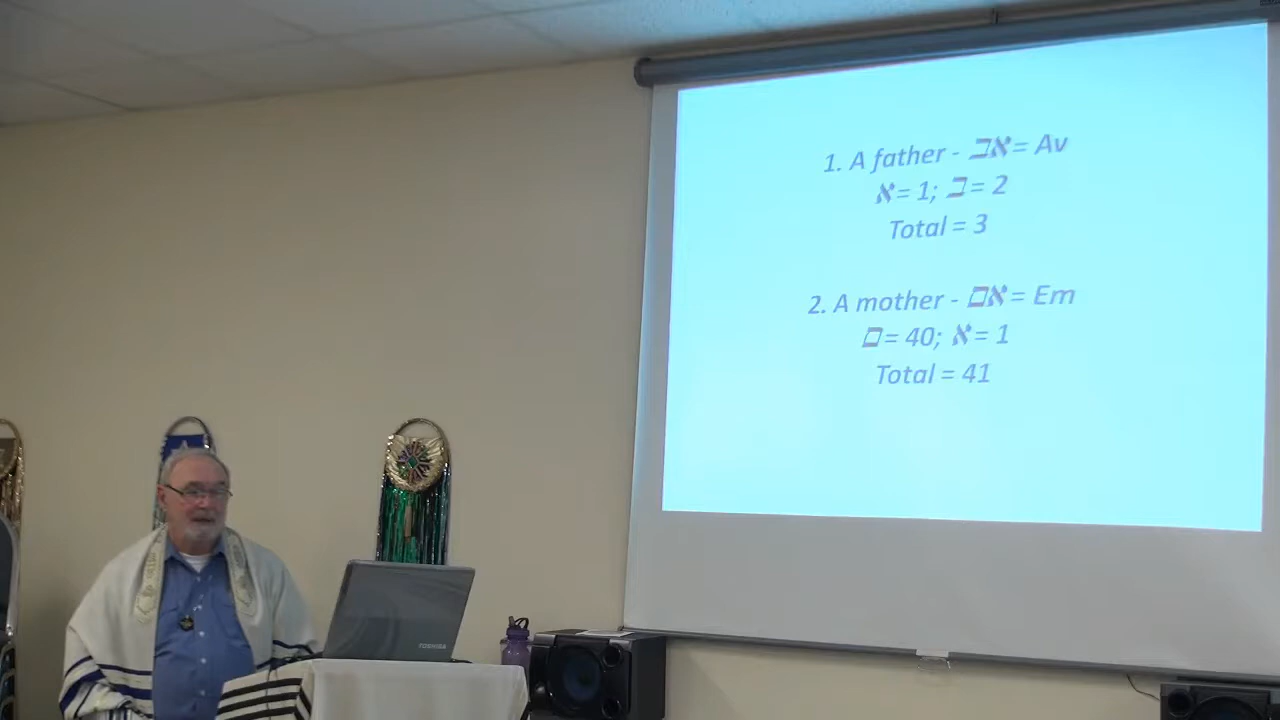 1. A father - אב= Av
א= 1; ב= 2
Total = 3
2. A mother - אם= Em
ם= 40; א= 1
Total = 41
TOSHIBA